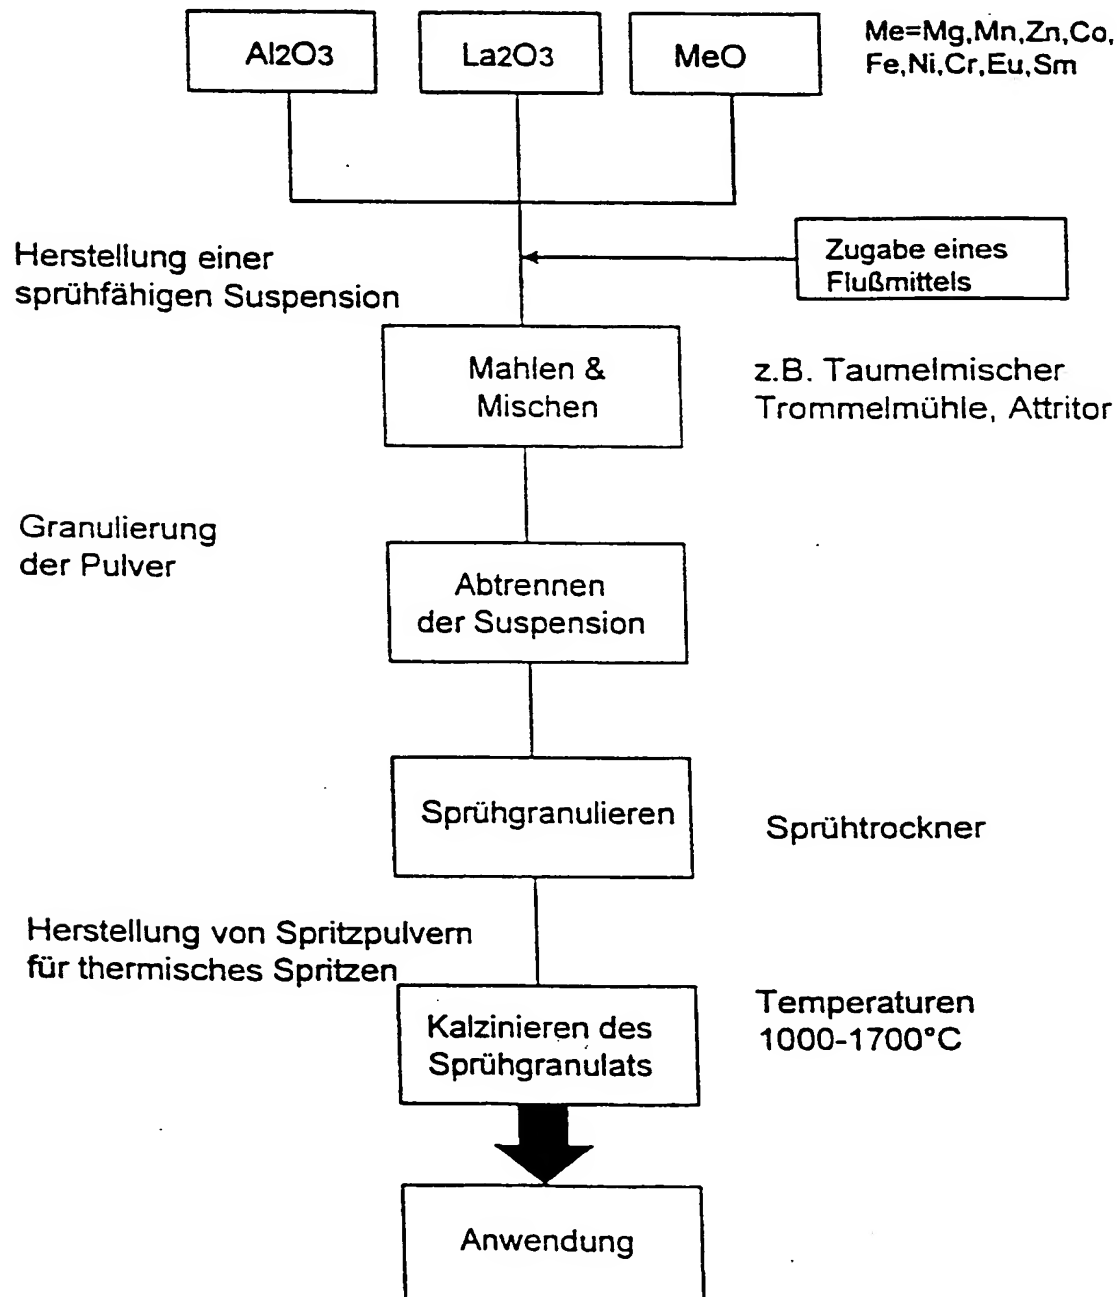 Al2O3
La2O3
MeO
Me=Mg,Mn,Zn,Co,
Fe,Ni,Cr,Eu,Sm
Herstellung einer
sprühfähigen Suspension
Zugabe eines
Flußmittels
Mahlen &
Mischen
z.B. Taumelmischer
Trommelmühle, Attritor
Granulierung
der Pulver
Abtrennen
der Suspension
Sprühgranulieren
Sprühtrockner
Herstellung von Spritzpulvern
für thermisches Spritzen
Kalzinieren des
Sprühgranulats
Temperaturen
1000-1700°C
Anwendung